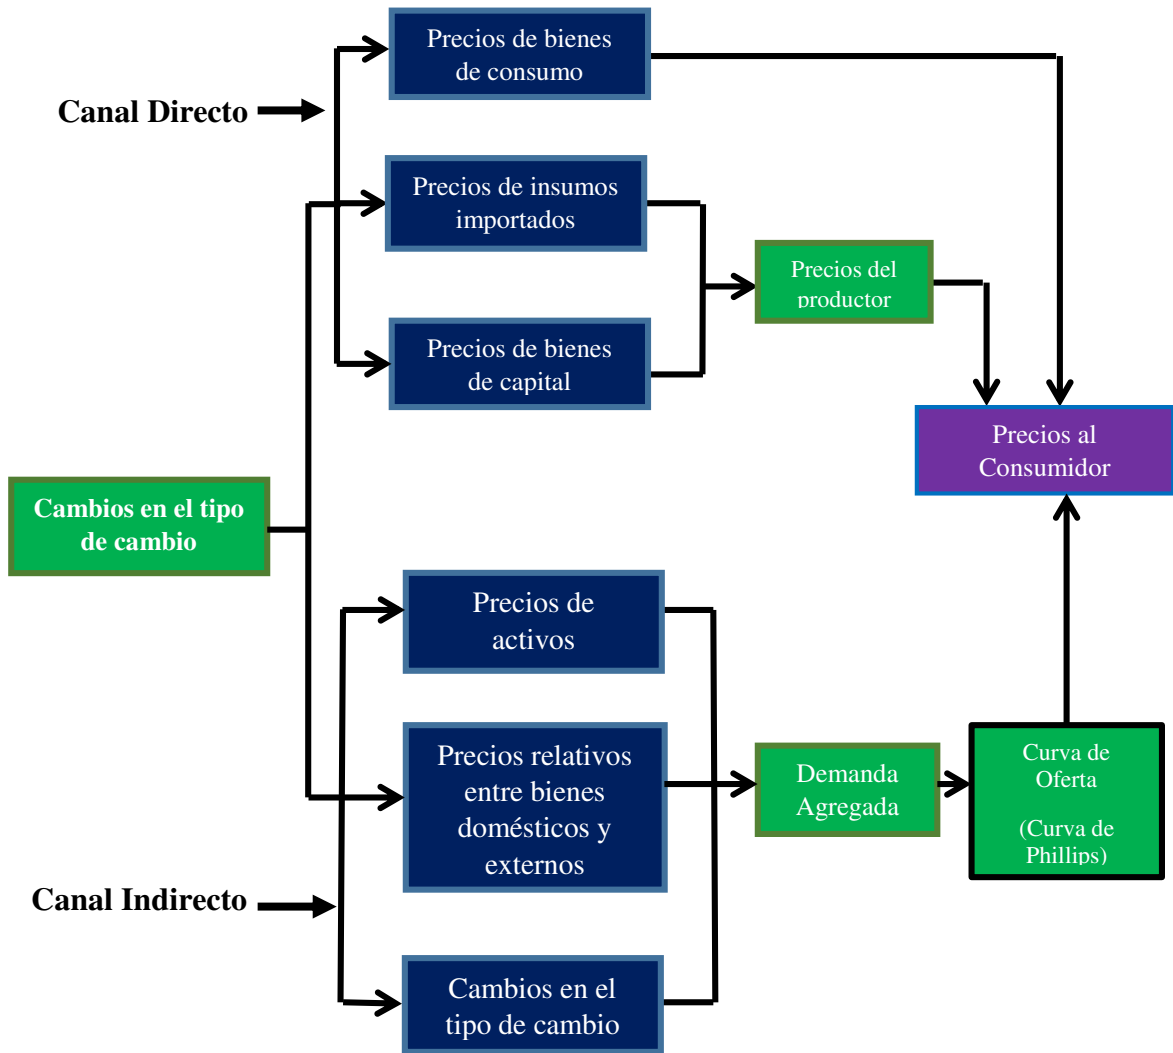 Precios de bienes
de consumo
Canal Directo
Precios de insumos
importados
Precios del
productor
Precios de bienes
de capital
Precios al
Consumidor
Cambios en el tipo
de cambio
Precios de
activos
Precios relativos
entre bienes
domésticos y
externos
Demanda
Agregada
Curva de
Oferta
(Curva de
Phillips)
Canal Indirecto
Cambios en el
tipo de cambio